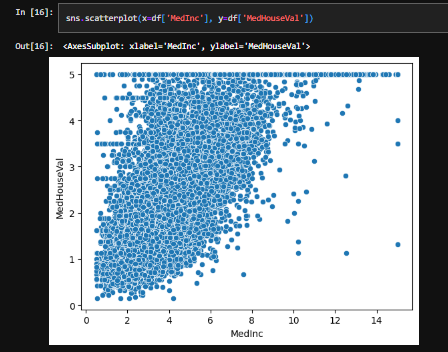 In [16]: sns.scatterplot(x=df['MedInc'], y=df['MedHouseVal'])
Out[16]: <AxesSubplot: xlabel='MedInc', ylabel='MedHouseVal'>
5
4
3
2
1
0
MedHouseVal
0 2 4 6 8 10 12 14
MedInc